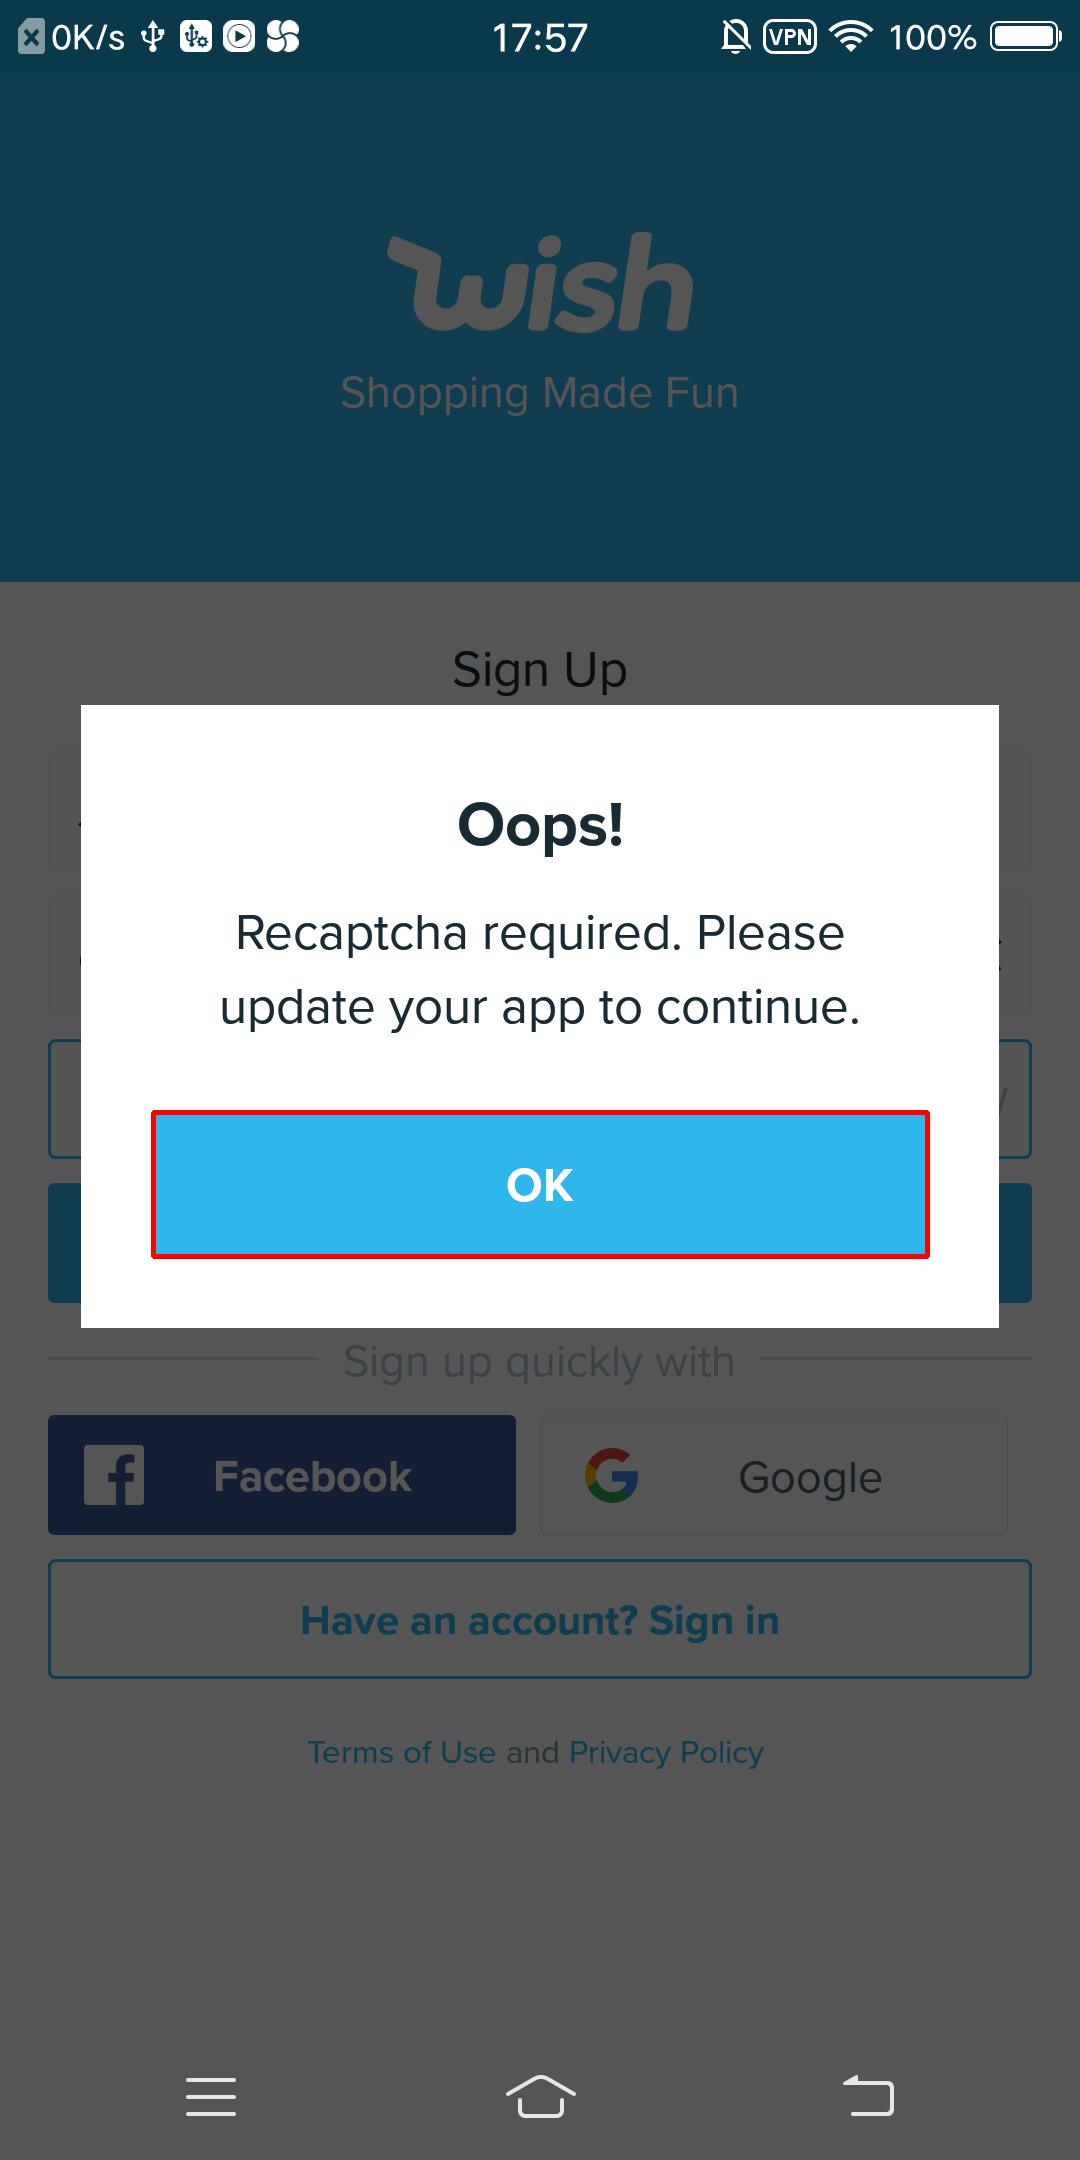 0K/s
17:57
VPN
100%
wish
Shopping Made Fun
Sign Up
Oops!
Recaptcha required. Please
update your app to continue.
OK
Sign up quickly with
Facebook
Google
Have an account? Sign in
Terms of Use and Privacy Policy